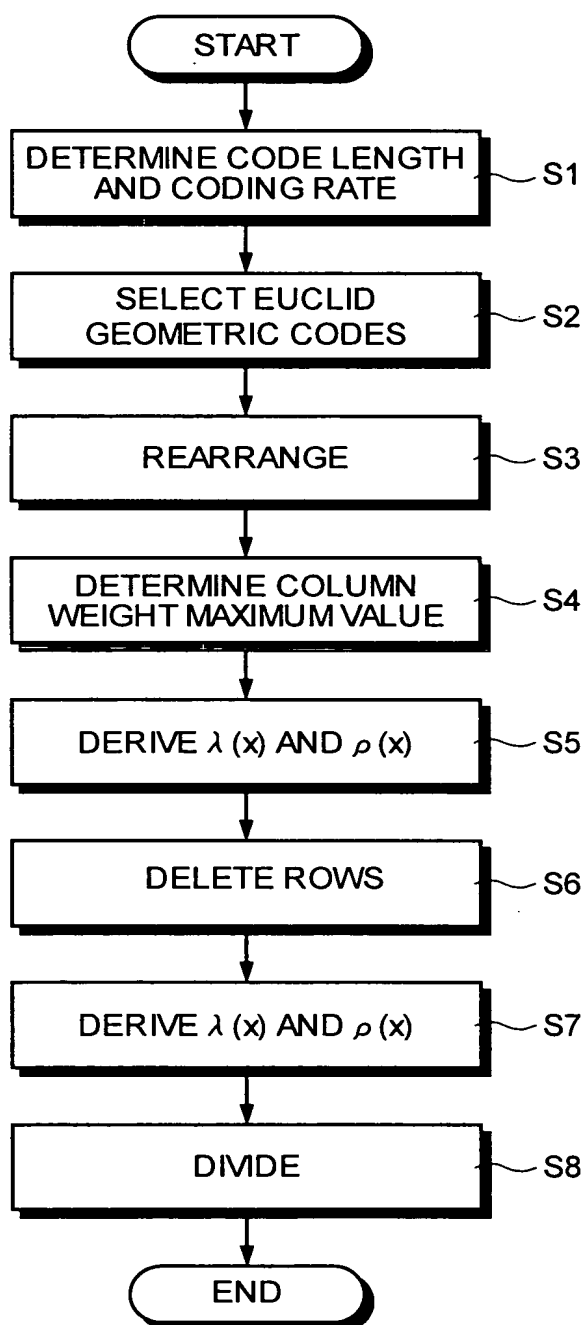 START
DETERMINE CODE LENGTH
AND CODING RATE
S1
SELECT EUCLID
GEOMETRIC CODES
S2
REARRANGE
S3
DETERMINE COLUMN
WEIGHT MAXIMUM VALUE
S4
DERIVE λ (x) AND ρ (x)
S5
DELETE ROWS
S6
DERIVE λ (x) AND ρ (x)
S7
DIVIDE
S8
END